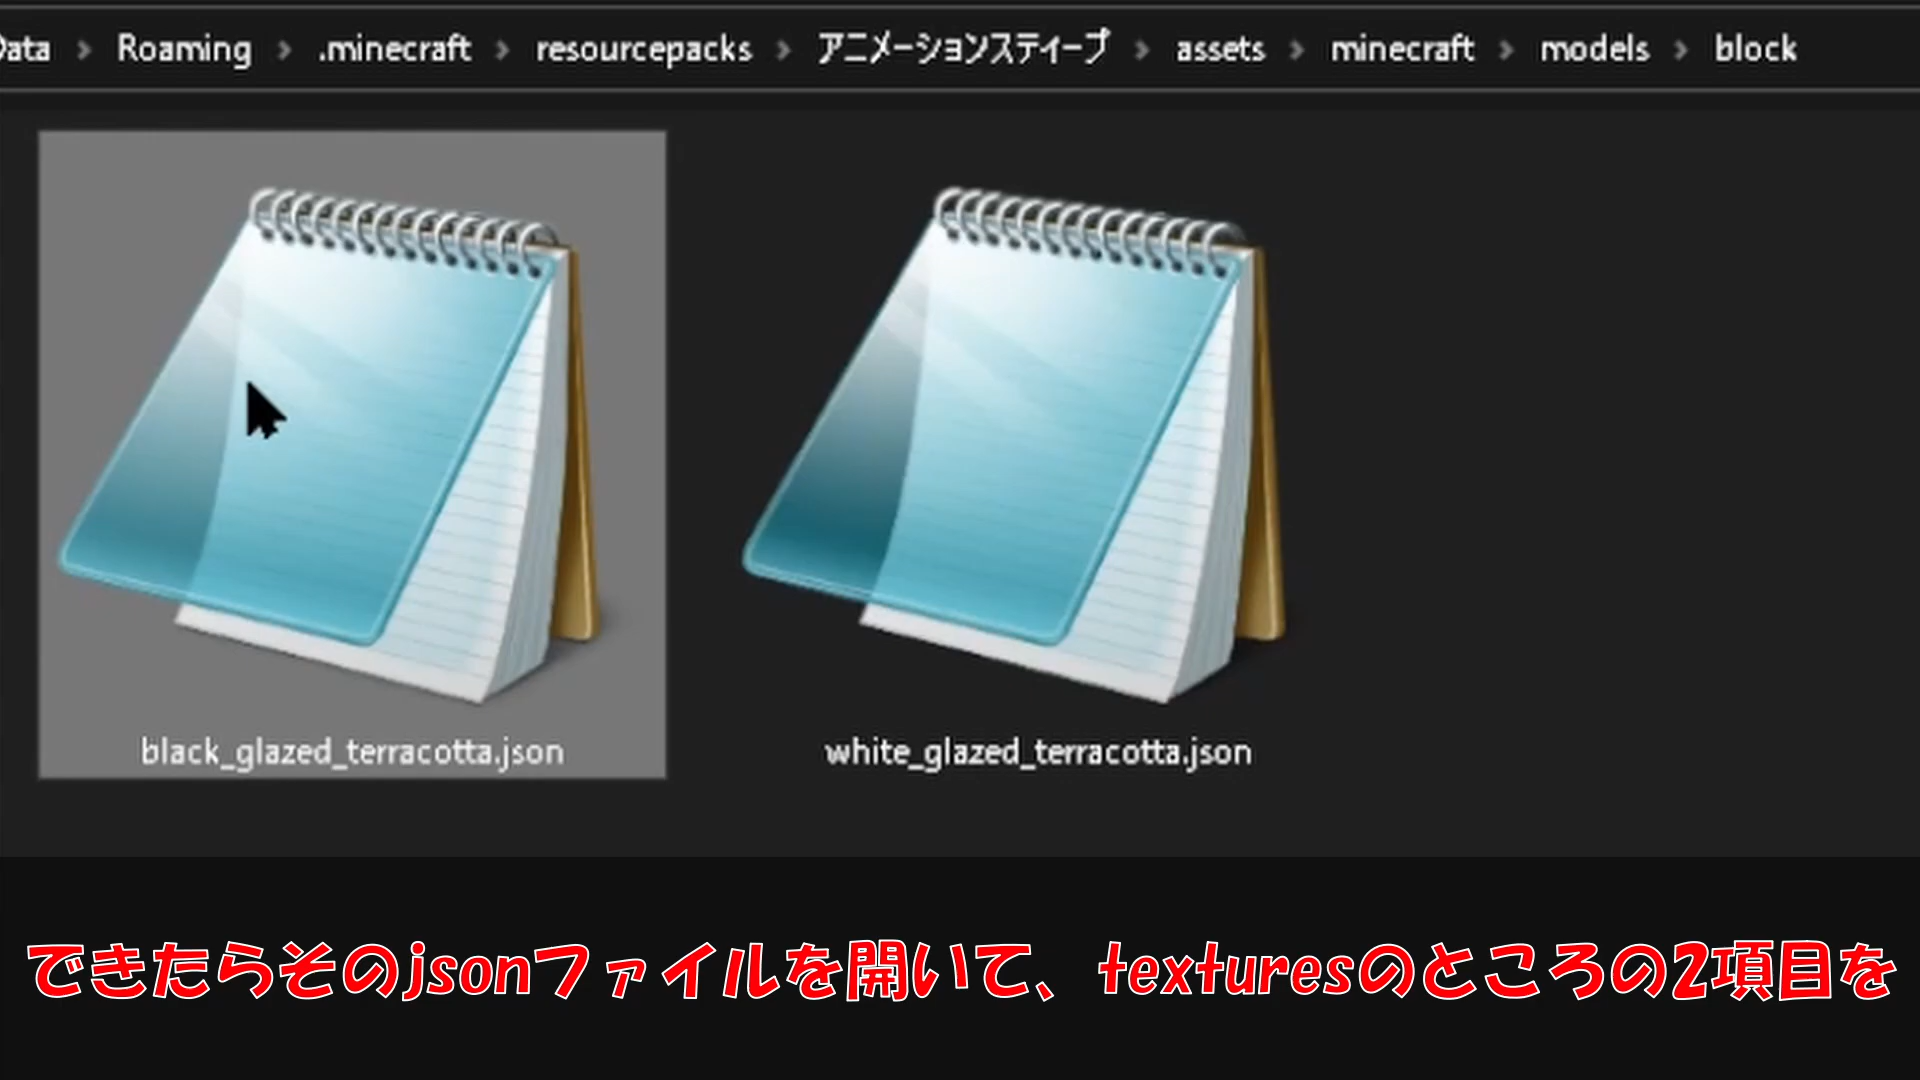 Data > Roaming > .minecraft > resourcepacks > アニメーションスティーブ > assets > minecraft > models > block
black_glazed_terracotta.json
white_glazed_terracotta.json
できたらそのjsonファイルを開いて、texturesのところの2項目を